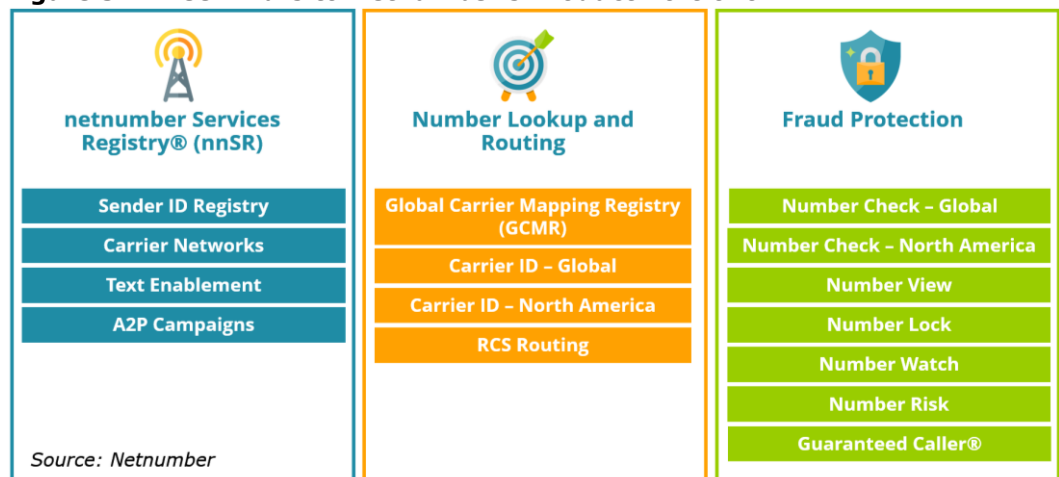 netnumber Services
Registry® (nnSR)
Sender ID Registry
Carrier Networks
Text Enablement
A2P Campaigns
Source: Netnumber
Number Lookup and
Routing
Global Carrier Mapping Registry
(GCMR)
Carrier ID – Global
Carrier ID – North America
RCS Routing
Fraud Protection
Number Check – Global
Number Check – North America
Number View
Number Lock
Number Watch
Number Risk
Guaranteed Caller®